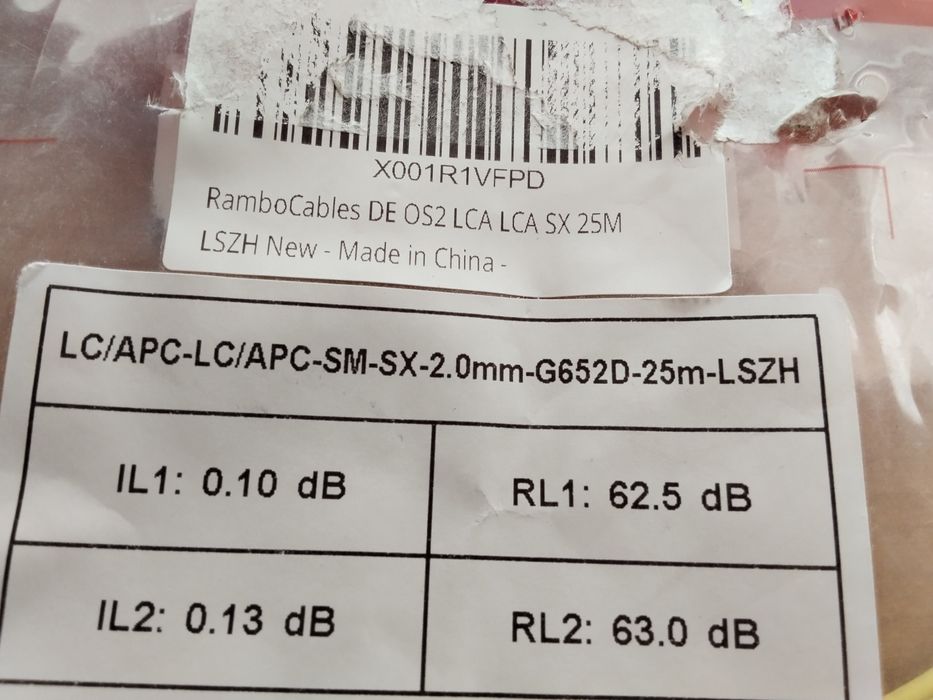 X001R1VFPD
RamboCables DE OS2 LCA LCA SX 25M
LSZH New - Made in China -
LC/APC-LC/APC-SM-SX-2.0mm-G652D-25m-LSZH
IL1: 0.10 dB
RL1: 62.5 dB
IL2: 0.13 dB
RL2: 63.0 dB